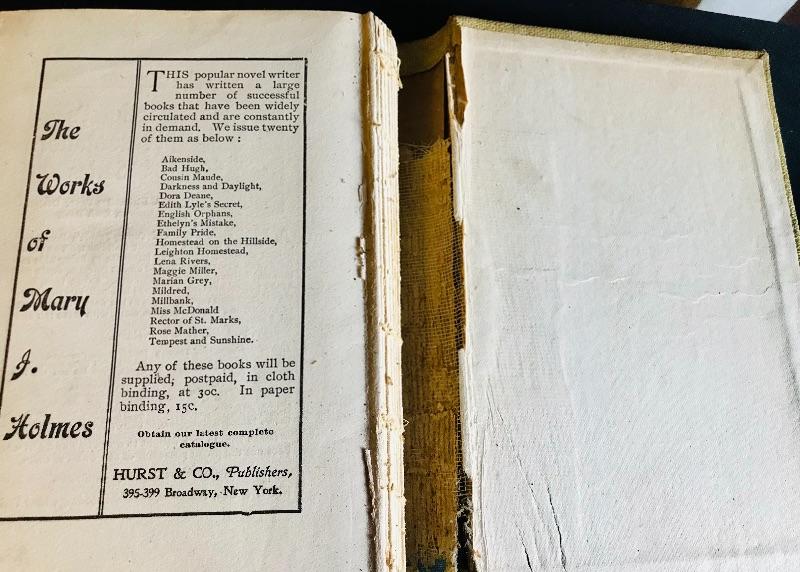 The
Works
of
Mary
J.
Holmes
THIS popular novel writer
has written a large
number of successful
books that have been widely
circulated and are constantly
in demand. We issue twenty
of them as below :
Aikenside,
Bad Hugh,
Cousin Maude,
Darkness and Daylight,
Dora Deane,
Edith Lyle's Secret,
English Orphans,
Ethelyn's Mistake,
Family Pride,
Homestead on the Hillside,
Leighton Homestead,
Lena Rivers,
Maggie Miller,
Marian Grey,
Mildred,
Millbank,
Miss McDonald
Rector of St. Marks,
Rose Mather,
Tempest and Sunshine.
Any of these books will be
supplied, postpaid, in cloth
binding, at 30c. In paper
binding, 15c.
Obtain our latest complete
catalogue.
HURST & CO., Publishers,
395-399 Broadway, New York.